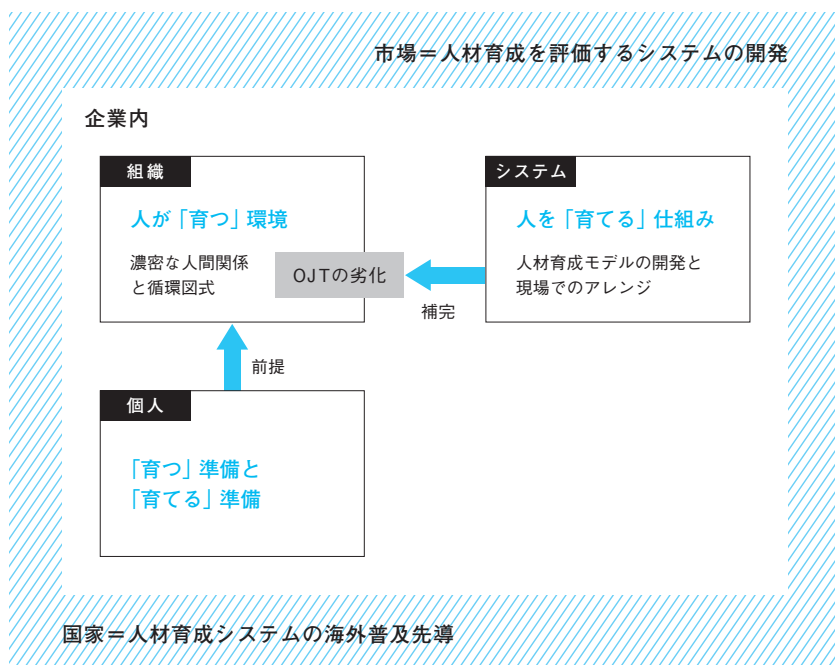 市場＝人材育成を評価するシステムの開発
企業内
組織
人が「育つ」環境
濃密な人間関係
と循環図式
OJTの劣化
補完
システム
人を「育てる」仕組み
人材育成モデルの開発と
現場でのアレンジ
前提
個人
「育つ」準備と
「育てる」準備
国家＝人材育成システムの海外普及先導